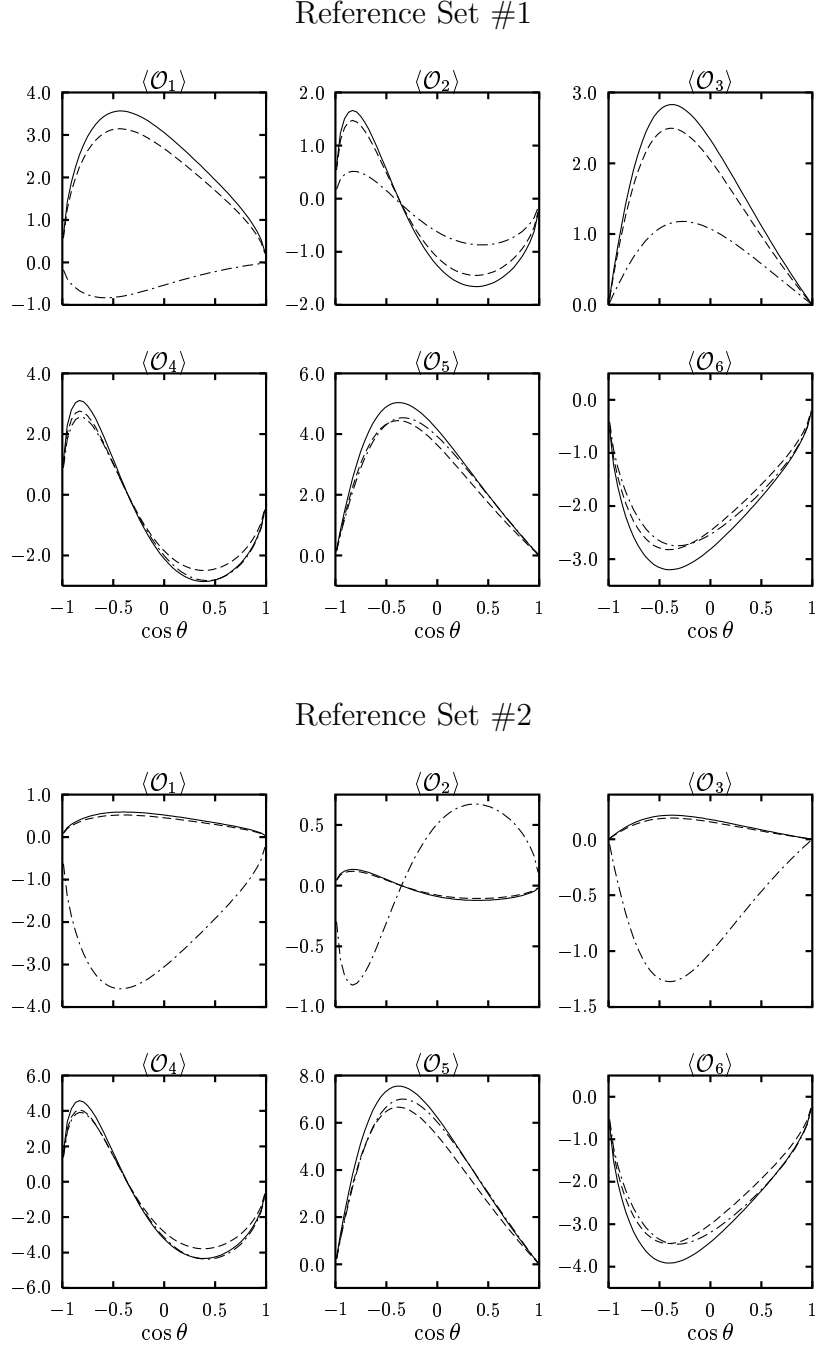 Reference Set #1
⟨𝒪₁⟩ ⟨𝒪₂⟩ ⟨𝒪₃⟩
4.0 2.0 3.0
3.0 1.0 2.0
2.0 0.0
1.0 1.0
0.0 −1.0
−1.0 −2.0 0.0
⟨𝒪₄⟩ ⟨𝒪₅⟩ ⟨𝒪₆⟩
4.0 6.0 0.0
2.0 4.0 −1.0
0.0 2.0 −2.0
−2.0 0.0 −3.0
−1 −0.5 0 0.5 1 −1 −0.5 0 0.5 1 −1 −0.5 0 0.5 1
cos θ cos θ cos θ
Reference Set #2
⟨𝒪₁⟩ ⟨𝒪₂⟩ ⟨𝒪₃⟩
1.0 0.5 0.0
0.0
−1.0 0.0 −0.5
−2.0
−3.0 −0.5 −1.0
−4.0 −1.0 −1.5
⟨𝒪₄⟩ ⟨𝒪₅⟩ ⟨𝒪₆⟩
6.0 8.0 0.0
4.0 6.0 −1.0
2.0
0.0 4.0 −2.0
−2.0 2.0 −3.0
−4.0 0.0 −4.0
−6.0
−1 −0.5 0 0.5 1 −1 −0.5 0 0.5 1 −1 −0.5 0 0.5 1
cos θ cos θ cos θ